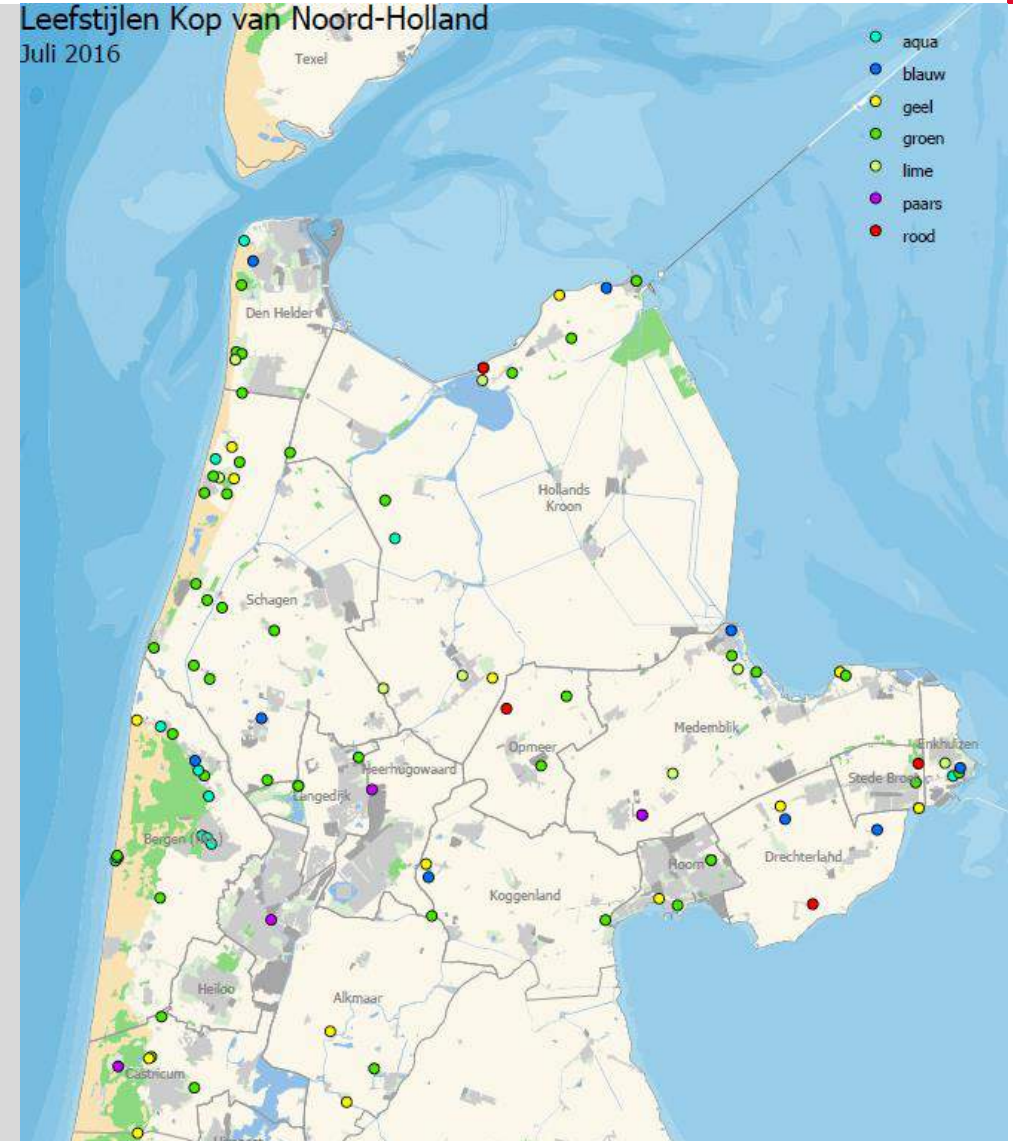 Leefstijlen Kop van Noord-Holland
Juli 2016
Texel
aqua
blauw
geel
groen
lime
paars
rood
Den Helder
Hollands
Kroon
Schagen
Medemblik
Opmeer
Enkhuizen
Heerhugowaard
Stede Broec
Langedijk
Bergen
Drechterland
Hoorn
Koggenland
Heiloo
Alkmaar
Castricum